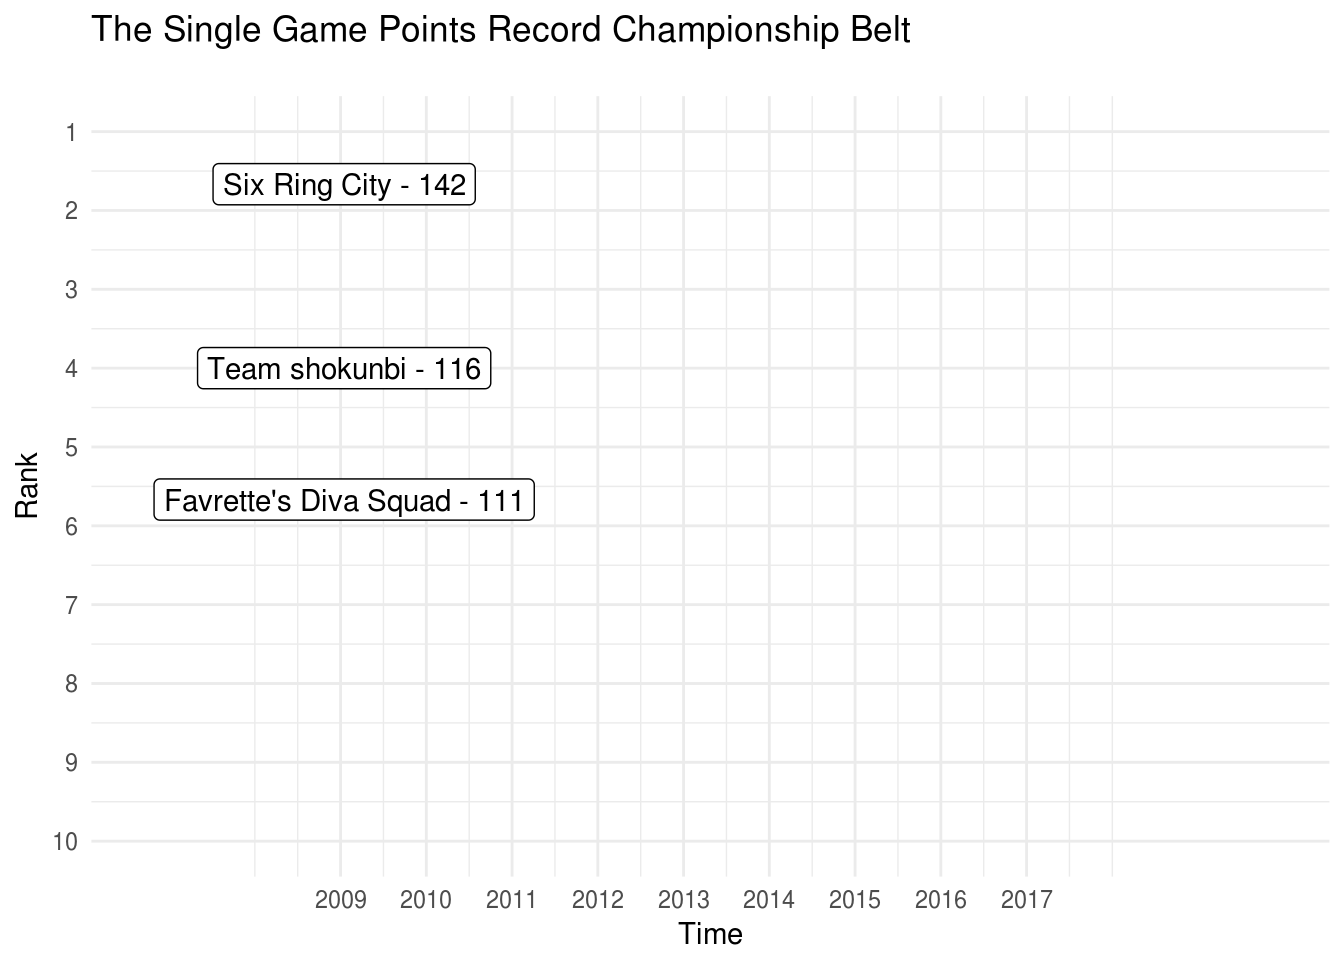 The Single Game Points Record Championship Belt
1
Six Ring City - 142
2
3
Team shokunbi - 116
4
5
Rank
Favrette's Diva Squad - 111
6
7
8
9
10
2009 2010 2011 2012 2013 2014 2015 2016 2017
Time